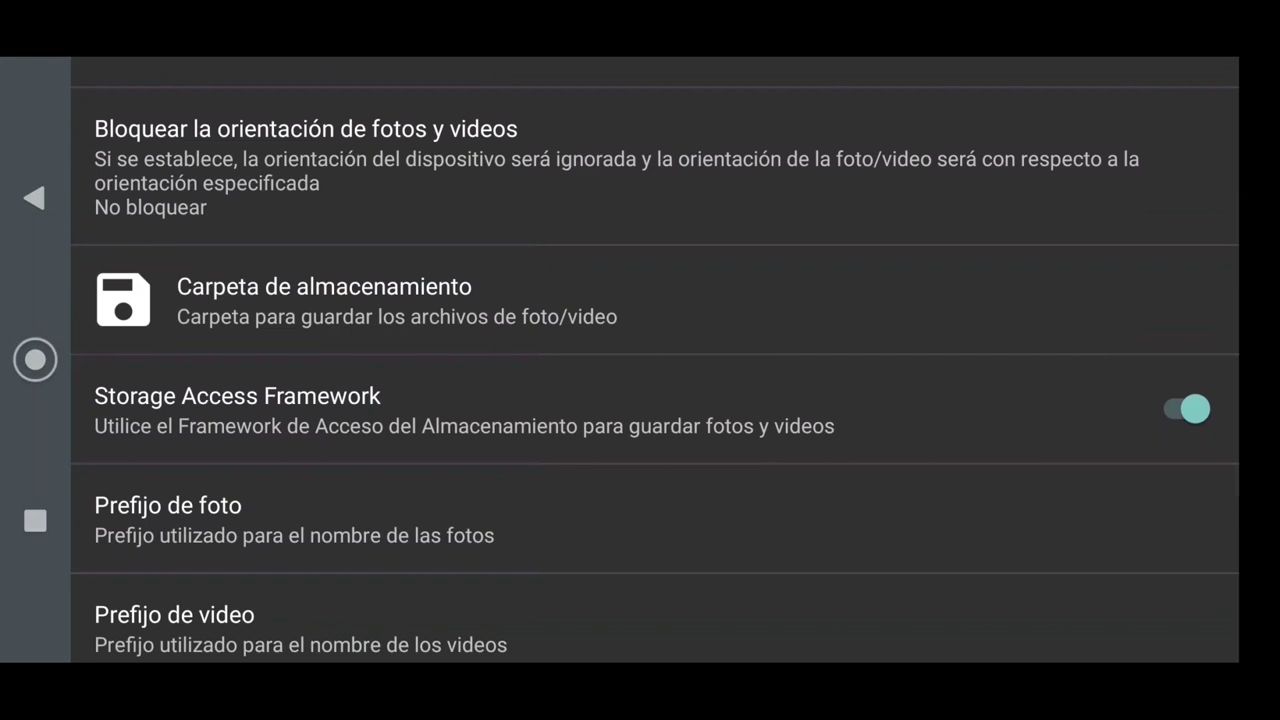 Bloquear la orientación de fotos y videos
Si se establece, la orientación del dispositivo será ignorada y la orientación de la foto/video será con respecto a la
orientación especificada
No bloquear
Carpeta de almacenamiento
Carpeta para guardar los archivos de foto/video
Storage Access Framework
Utilice el Framework de Acceso del Almacenamiento para guardar fotos y videos
Prefijo de foto
Prefijo utilizado para el nombre de las fotos
Prefijo de video
Prefijo utilizado para el nombre de los videos